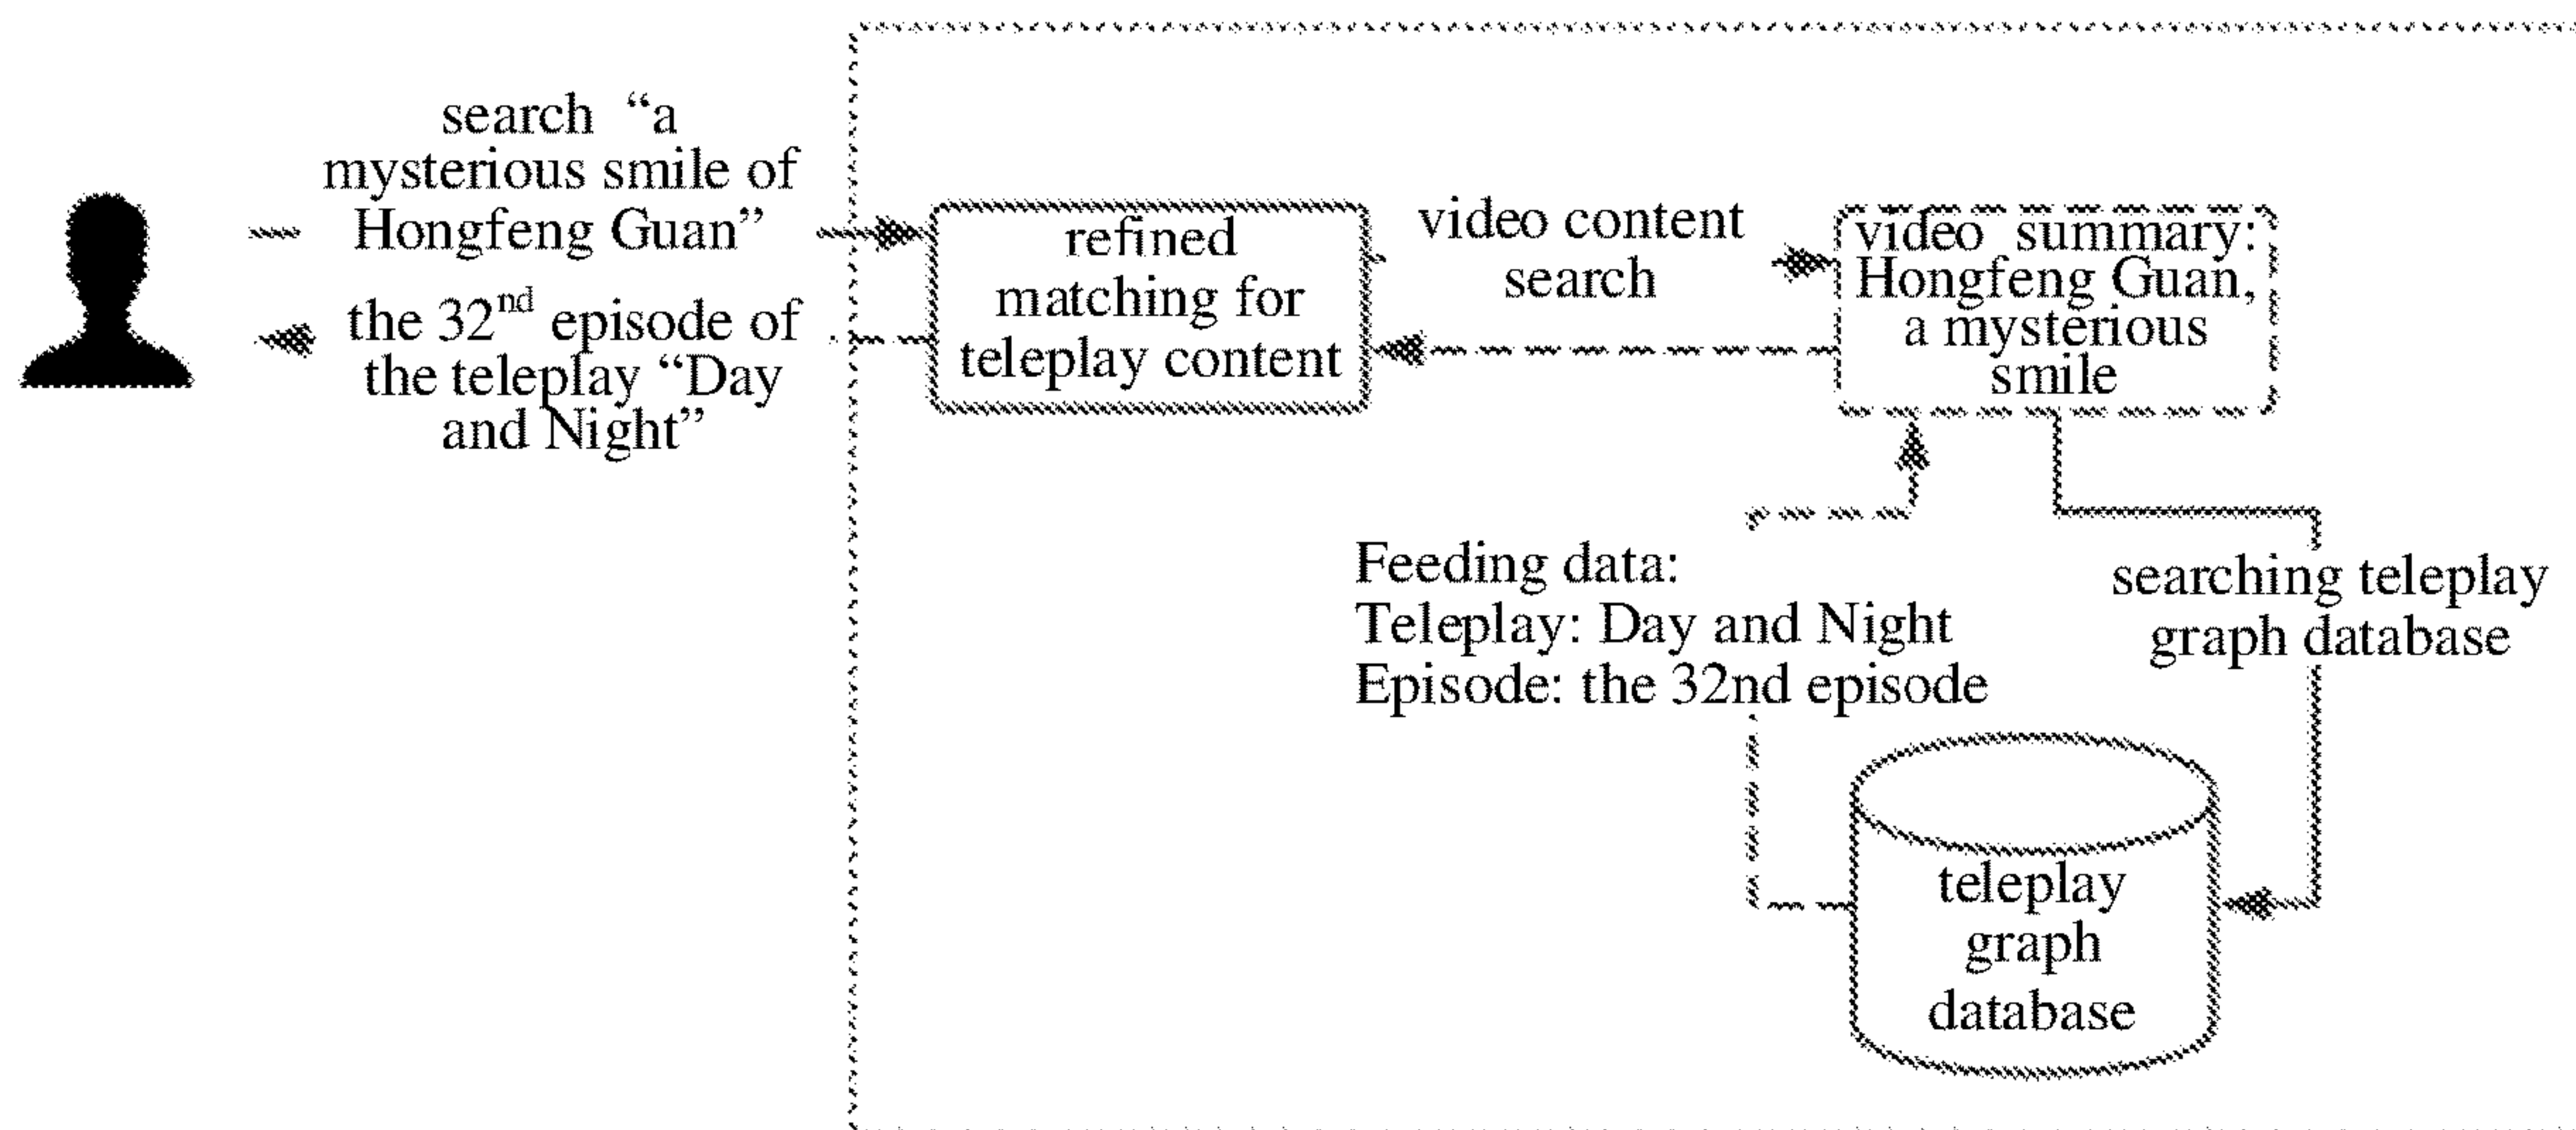 search “a
mysterious smile of
Hongfeng Guan”
the 32nd episode of
the teleplay “Day
and Night”
refined
matching for
teleplay content
video content
search
video summary:
Hongfeng Guan,
a mysterious
smile
Feeding data:
Teleplay: Day and Night
Episode: the 32nd episode
searching teleplay
graph database
teleplay
graph
database